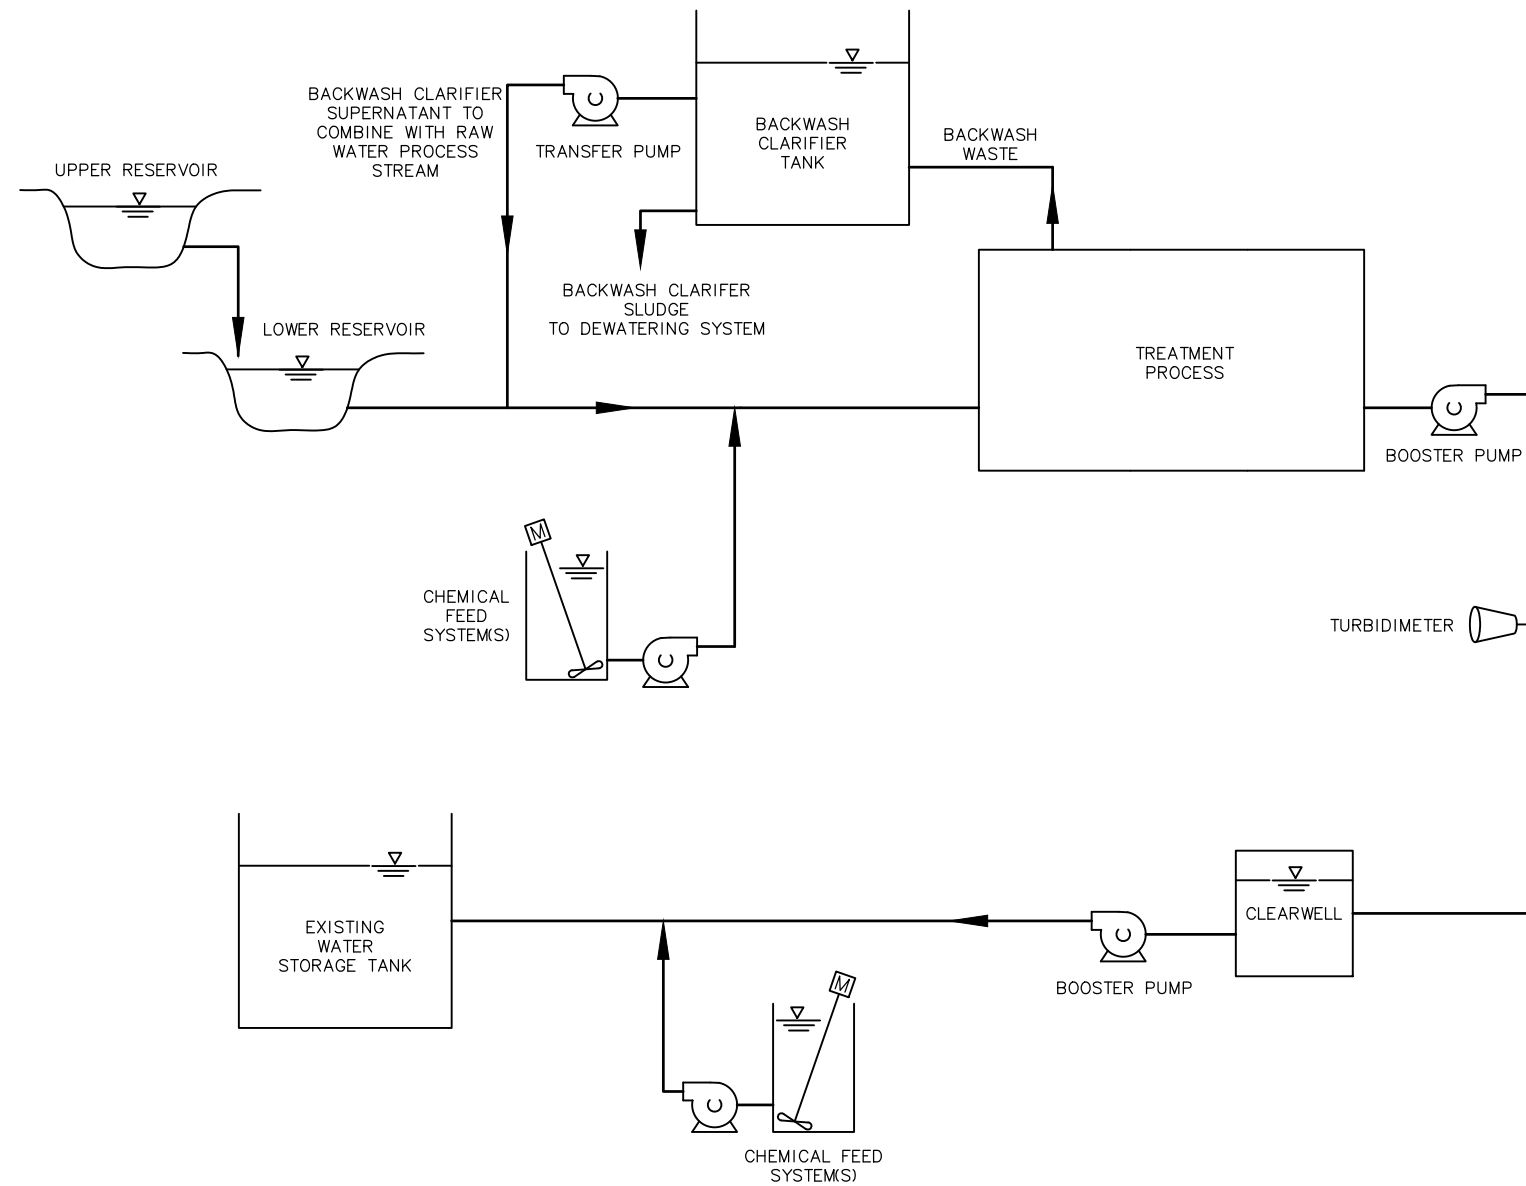 BACKWASH CLARIFIER
SUPERNATANT TO
COMBINE WITH RAW
WATER PROCESS
STREAM
C
TRANSFER PUMP
BACKWASH
CLARIFIER
TANK
BACKWASH
WASTE
UPPER RESERVOIR
BACKWASH CLARIFER
SLUDGE
TO DEWATERING SYSTEM
LOWER RESERVOIR
TREATMENT
PROCESS
C
BOOSTER PUMP
M
CHEMICAL
FEED
SYSTEM(S)
C
TURBIDIMETER
EXISTING
WATER
STORAGE TANK
CLEARWELL
C
BOOSTER PUMP
M
C
CHEMICAL FEED
SYSTEM(S)